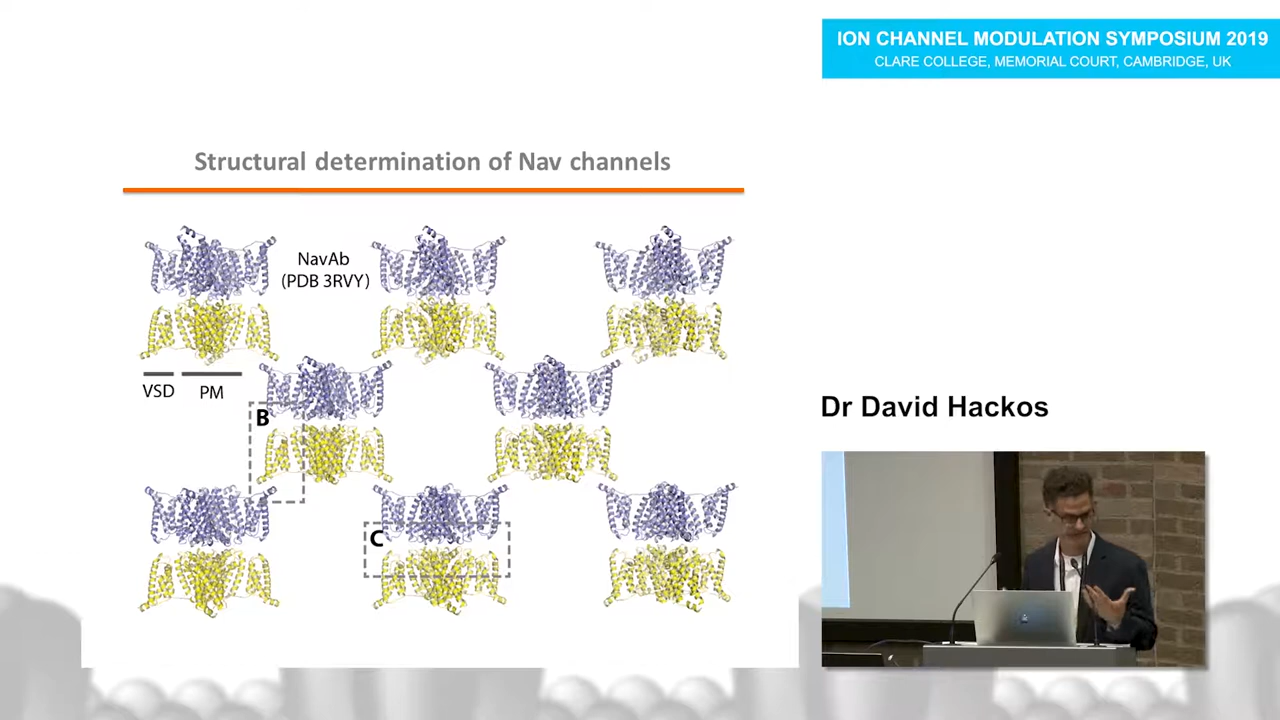 ION CHANNEL MODULATION SYMPOSIUM 2019
CLARE COLLEGE, MEMORIAL COURT, CAMBRIDGE, UK
Structural determination of Nav channels
NavAb
(PDB 3RVY)
VSD
PM
B
C
Dr David Hackos